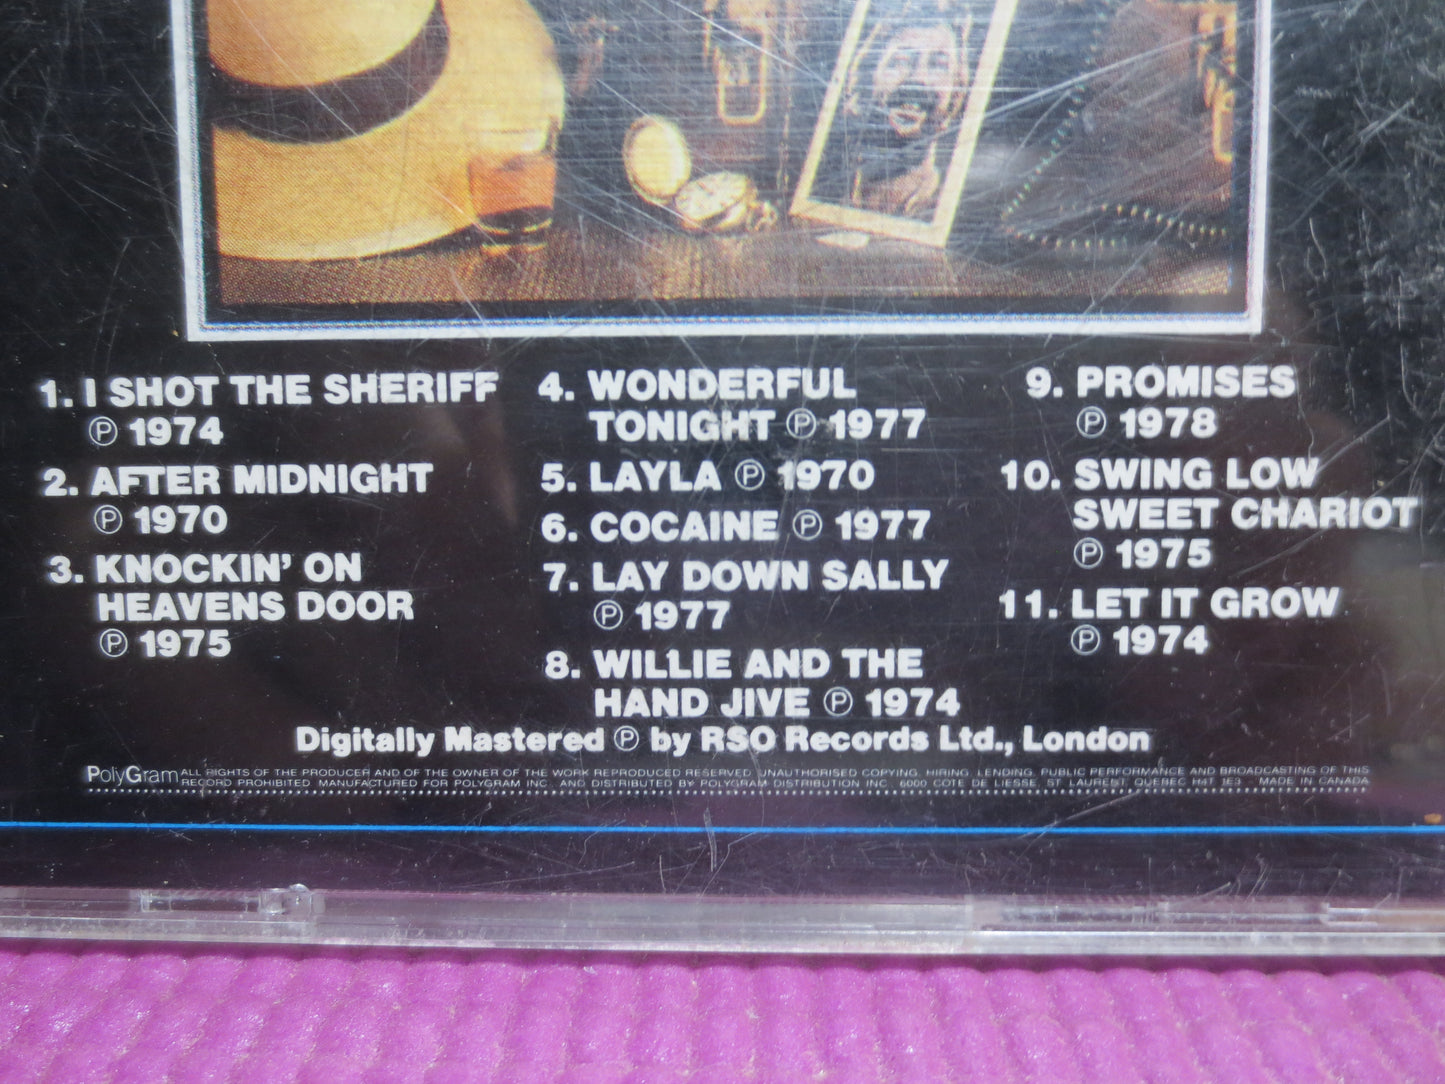 1. I SHOT THE SHERIFF
℗ 1974
2. AFTER MIDNIGHT
℗ 1970
3. KNOCKIN' ON
HEAVENS DOOR
℗ 1975
4. WONDERFUL
TONIGHT ℗ 1977
5. LAYLA ℗ 1970
6. COCAINE ℗ 1977
7. LAY DOWN SALLY
℗ 1977
8. WILLIE AND THE
HAND JIVE ℗ 1974
9. PROMISES
℗ 1978
10. SWING LOW
SWEET CHARIOT
℗ 1975
11. LET IT GROW
℗ 1974
Digitally Mastered ℗ by RSO Records Ltd., London
PolyGram ALL RIGHTS OF THE PRODUCER AND OF THE OWNER OF THE WORK REPRODUCED RESERVED. UNAUTHORISED COPYING, HIRING, LENDING, PUBLIC PERFORMANCE AND BROADCASTING OF THIS
RECORD PROHIBITED. MANUFACTURED FOR POLYGRAM INC. AND DISTRIBUTED BY POLYGRAM DISTRIBUTION INC. 6000 COTE DE LIESSE, ST. LAURENT QUEBEC H4T 1E3. MADE IN CANADA